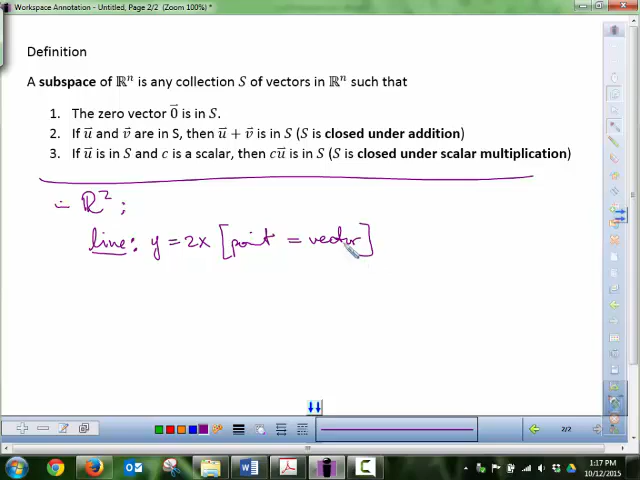 Workspace Annotation - Untitled, Page 2/2 (Zoom 100%) *
Definition
A subspace of ℝⁿ is any collection S of vectors in ℝⁿ such that
1. The zero vector 0⃗ is in S.
2. If u⃗ and v⃗ are in S, then u⃗ + v⃗ is in S (S is closed under addition)
3. If u⃗ is in S and c is a scalar, then cu⃗ is in S (S is closed under scalar multiplication)
ℝ² ;
line: y = 2x [point = vector]
2/2
1:17 PM
10/12/2015